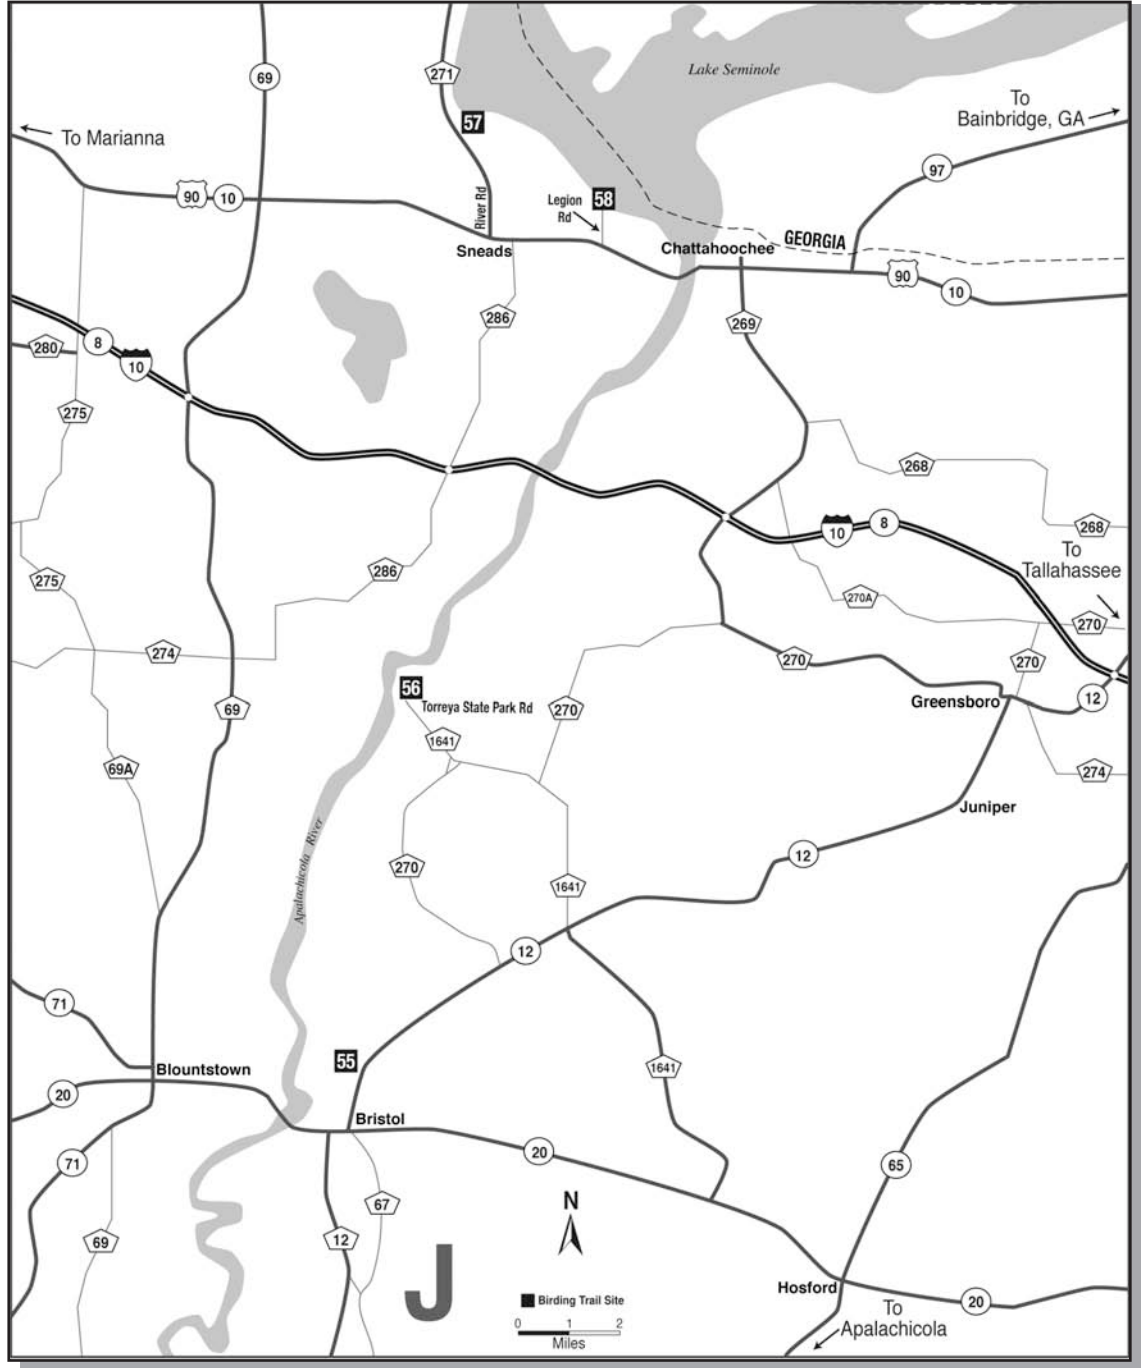 Lake Seminole
69
271
To
Bainbridge, GA
57
To Marianna
97
90
10
River Rd
Legion
Rd
58
Sneads
Chattahoochee
GEORGIA
90
10
286
269
280
8
10
275
268
10
8
268
To
Tallahassee
275
286
270A
270
274
270
270
56
Torreya State Park Rd
69
270
Greensboro
12
1641
69A
274
Juniper
Apalachicola River
12
270
1641
12
71
55
1641
Blountstown
20
Bristol
20
71
65
N
67
69
12
J
Hosford
Birding Trail Site
20
0 1 2
Miles
To
Apalachicola